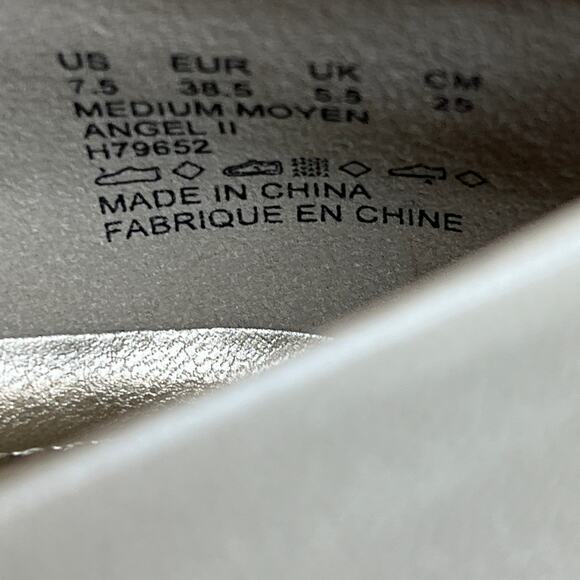 US EUR UK CM
7.5 38.5 5.5 25
MEDIUM MOYEN
ANGEL II
H79652
MADE IN CHINA
FABRIQUE EN CHINE